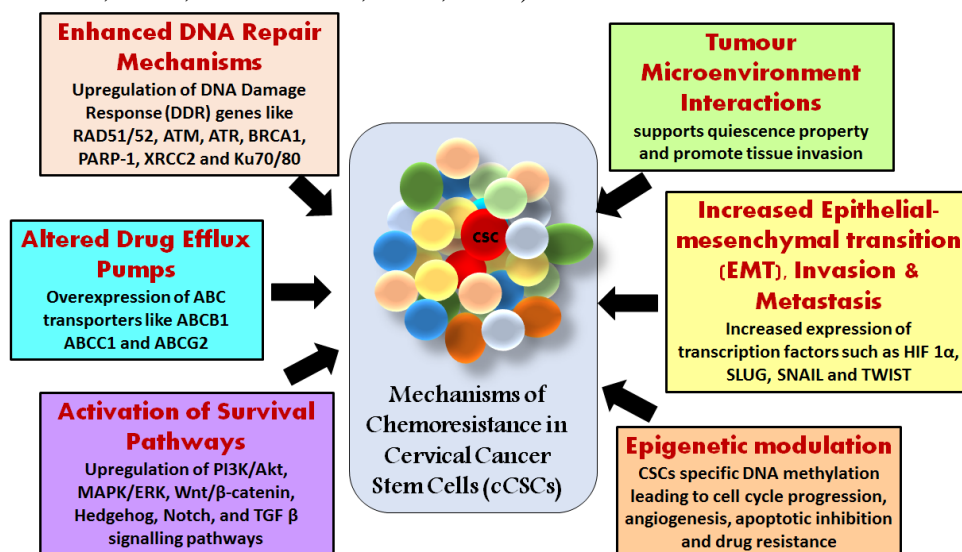 Enhanced DNA Repair
Mechanisms
Upregulation of DNA Damage
Response (DDR) genes like
RAD51/52, ATM, ATR, BRCA1,
PARP-1, XRCC2 and Ku70/80
Altered Drug Efflux
Pumps
Overexpression of ABC
transporters like ABCB1
ABCC1 and ABCG2
Activation of Survival
Pathways
Upregulation of PI3K/Akt,
MAPK/ERK, Wnt/β-catenin,
Hedgehog, Notch, and TGF β
signalling pathways
CSC
Mechanisms of
Chemoresistance in
Cervical Cancer
Stem Cells (cCSCs)
Tumour
Microenvironment
Interactions
supports quiescence property
and promote tissue invasion
Increased Epithelial-
mesenchymal transition
(EMT), Invasion &
Metastasis
Increased expression of
transcription factors such as HIF 1α,
SLUG, SNAIL and TWIST
Epigenetic modulation
CSCs specific DNA methylation
leading to cell cycle progression,
angiogenesis, apoptotic inhibition
and drug resistance